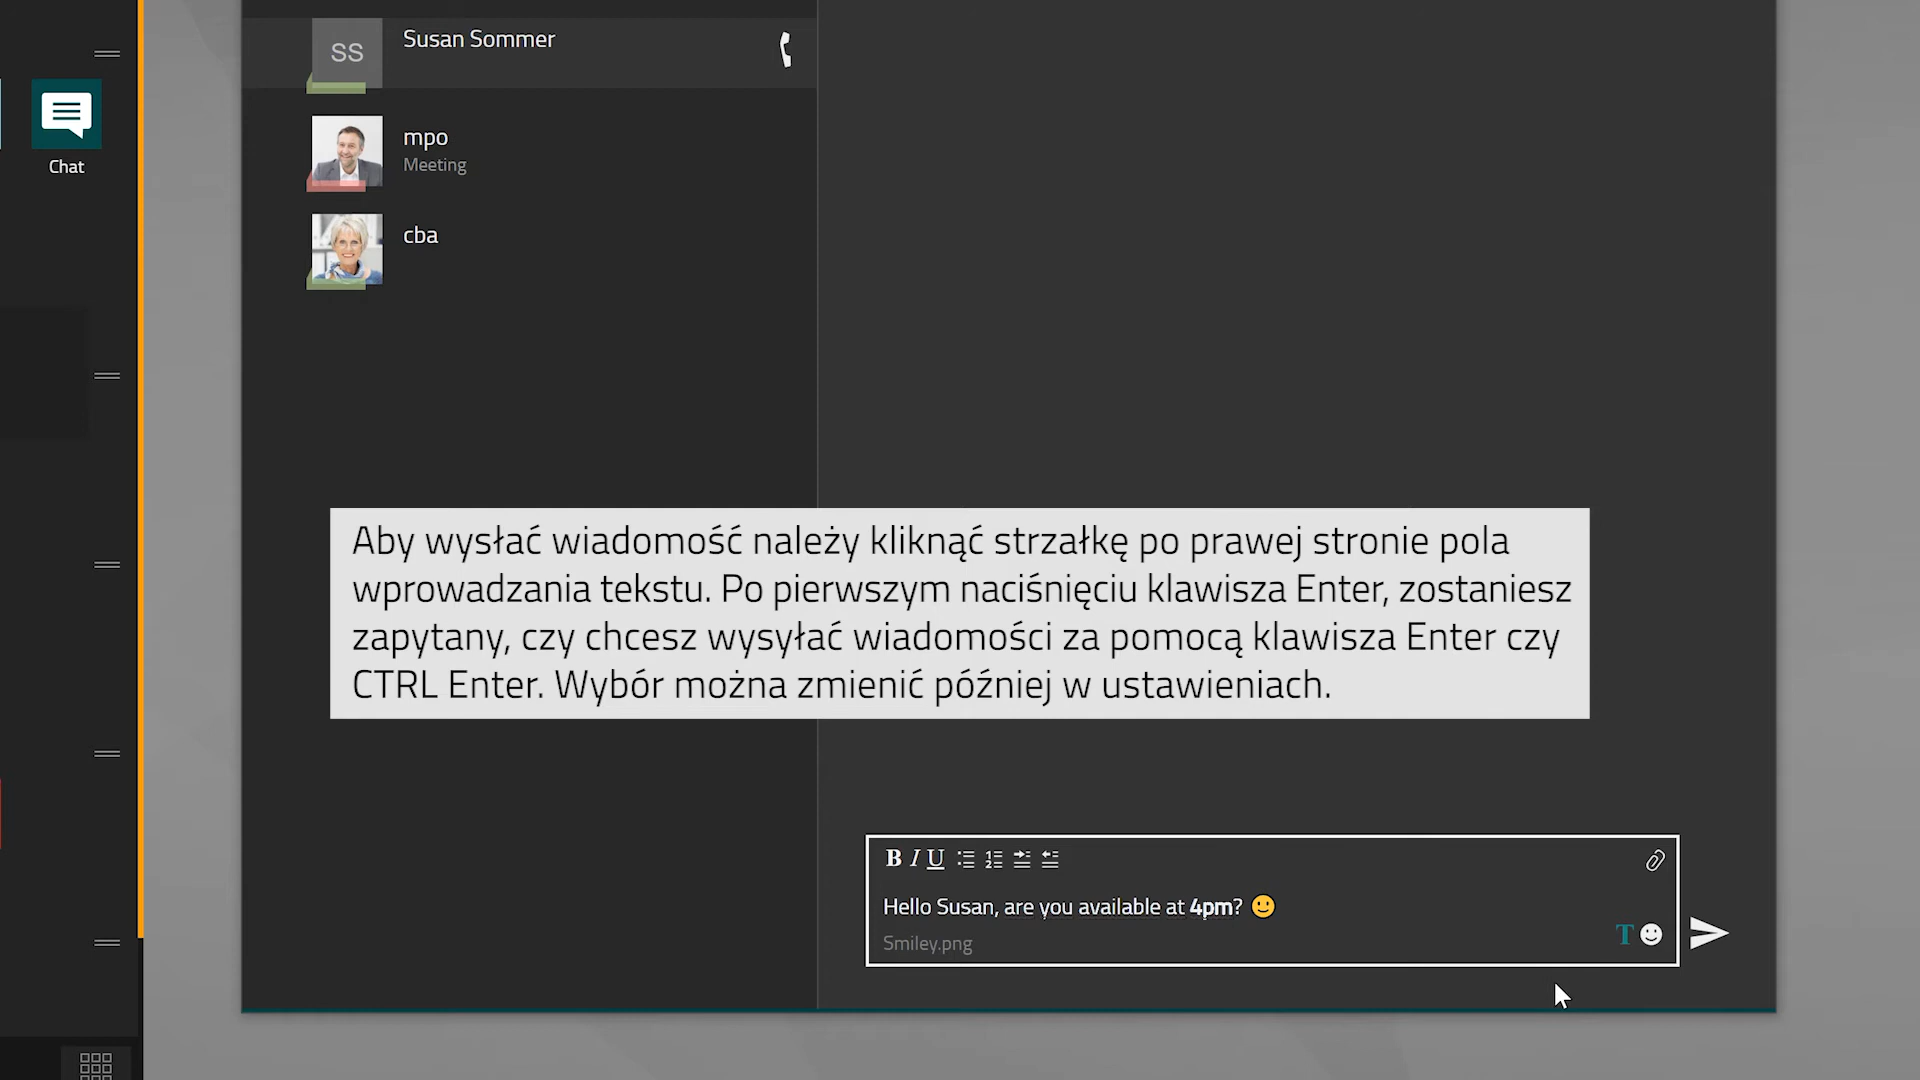 SS
Susan Sommer
Chat
mpo
Meeting
cba
Aby wysłać wiadomość należy kliknąć strzałkę po prawej stronie pola
wprowadzania tekstu. Po pierwszym naciśnięciu klawisza Enter, zostaniesz
zapytany, czy chcesz wysyłać wiadomości za pomocą klawisza Enter czy
CTRL Enter. Wybór można zmienić później w ustawieniach.
B I U
Hello Susan, are you available at 4pm? 🙂
Smiley.png
T